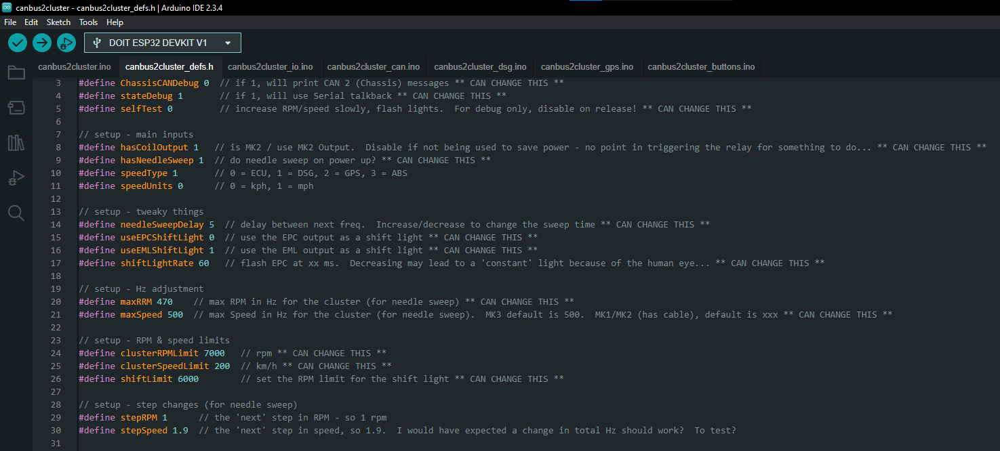 canbus2cluster - canbus2cluster_defs.h | Arduino IDE 2.3.4
File Edit Sketch Tools Help
DOIT ESP32 DEVKIT V1
canbus2cluster.ino canbus2cluster_defs.h canbus2cluster_io.ino canbus2cluster_can.ino canbus2cluster_dsg.ino canbus2cluster_gps.ino canbus2cluster_buttons.ino
3 #define ChassisCANDebug 0 // if 1, will print CAN 2 (Chassis) messages ** CAN CHANGE THIS **
4 #define stateDebug 1 // if 1, will use Serial talkback ** CAN CHANGE THIS **
5 #define selfTest 0 // increase RPM/speed slowly, flash lights. For debug only, disable on release! ** CAN CHANGE THIS **
6
7 // setup - main inputs
8 #define hasCoilOutput 1 // is MK2 / use MK2 Output. Disable if not being used to save power - no point in triggering the relay for something to do... ** CAN CHANGE THIS **
9 #define hasNeedleSweep 1 // do needle sweep on power up? ** CAN CHANGE THIS **
10 #define speedType 1 // 0 = ECU, 1 = DSG, 2 = GPS, 3 = ABS
11 #define speedUnits 0 // 0 = kph, 1 = mph
12
13 // setup - tweaky things
14 #define needleSweepDelay 5 // delay between next freq. Increase/decrease to change the sweep time ** CAN CHANGE THIS **
15 #define useEPCShiftLight 0 // use the EPC output as a shift light ** CAN CHANGE THIS **
16 #define useEMLShiftLight 1 // use the EML output as a shift light ** CAN CHANGE THIS **
17 #define shiftLightRate 60 // flash EPC at xx ms. Decreasing may lead to a 'constant' light because of the human eye... ** CAN CHANGE THIS **
18
19 // setup - Hz adjustment
20 #define maxRRM 470 // max RPM in Hz for the cluster (for needle sweep) ** CAN CHANGE THIS **
21 #define maxSpeed 500 // max Speed in Hz for the cluster (for needle sweep). MK3 default is 500. MK1/MK2 (has cable), default is xxx ** CAN CHANGE THIS **
22
23 // setup - RPM & speed limits
24 #define clusterRPMLimit 7000 // rpm ** CAN CHANGE THIS **
25 #define clusterSpeedLimit 200 // km/h ** CAN CHANGE THIS **
26 #define shiftLimit 6000 // set the RPM limit for the shift light ** CAN CHANGE THIS **
27
28 // setup - step changes (for needle sweep)
29 #define stepRPM 1 // the 'next' step in RPM - so 1 rpm
30 #define stepSpeed 1.9 // the 'next' step in speed, so 1.9. I would have expected a change in total Hz should work? To test?
31